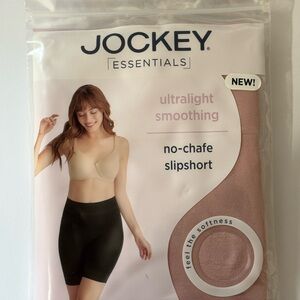 JOCKEY®
[ESSENTIALS]
NEW!
ultralight
smoothing
no-chafe
slipshort
feel the softness